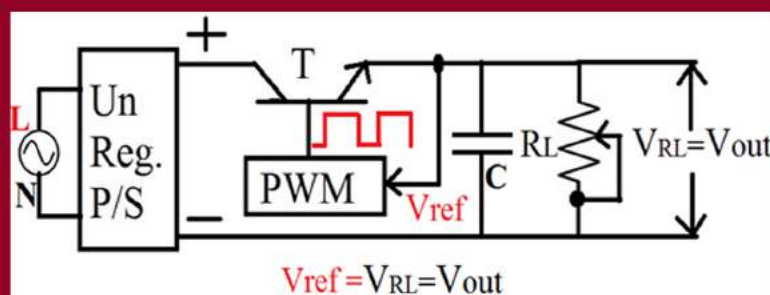 +
T
L
N
Un
Reg.
P/S
−
PWM
Vref
C
RL
VRL=Vout
Vref =VRL=Vout